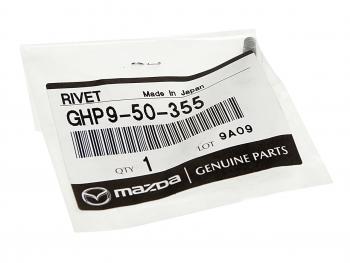 RIVET Made In Japan
GHP9-50-355
QTY 1 LOT 9A09
mazda GENUINE PARTS